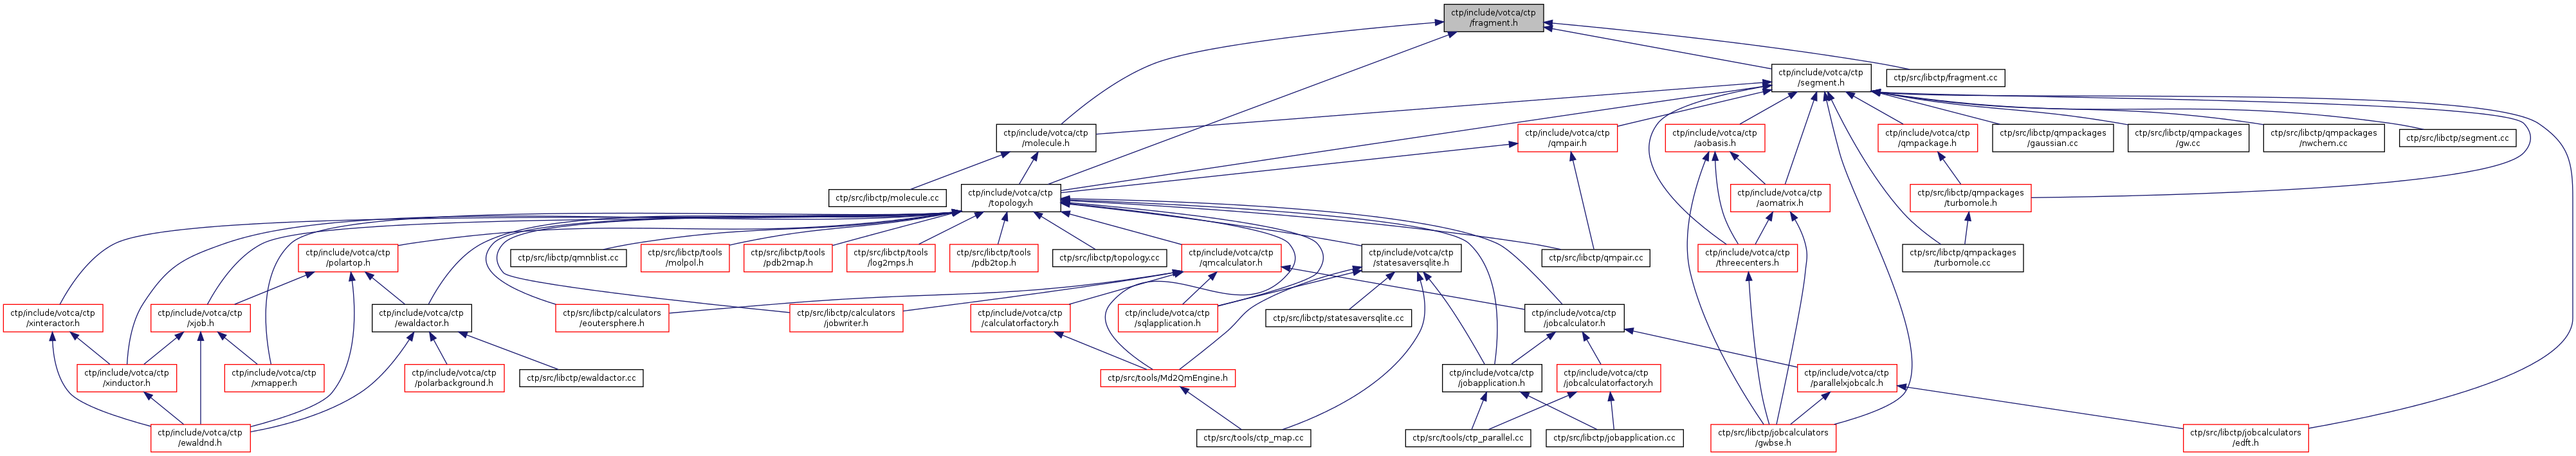 ctp/include/votca/ctp
/fragment.h
ctp/include/votca/ctp
/segment.h
ctp/src/libctp/fragment.cc
ctp/include/votca/ctp
/molecule.h
ctp/include/votca/ctp
/qmpair.h
ctp/include/votca/ctp
/aobasis.h
ctp/include/votca/ctp
/qmpackage.h
ctp/src/libctp/qmpackages
/gaussian.cc
ctp/src/libctp/qmpackages
/gw.cc
ctp/src/libctp/qmpackages
/nwchem.cc
ctp/src/libctp/segment.cc
ctp/src/libctp/molecule.cc
ctp/include/votca/ctp
/topology.h
ctp/include/votca/ctp
/aomatrix.h
ctp/src/libctp/qmpackages
/turbomole.h
ctp/include/votca/ctp
/polartop.h
ctp/src/libctp/qmnblist.cc
ctp/src/libctp/tools
/molpol.h
ctp/src/libctp/tools
/pdb2map.h
ctp/src/libctp/tools
/log2mps.h
ctp/src/libctp/tools
/pdb2top.h
ctp/src/libctp/topology.cc
ctp/include/votca/ctp
/qmcalculator.h
ctp/include/votca/ctp
/statesaversqlite.h
ctp/src/libctp/qmpair.cc
ctp/include/votca/ctp
/threecenters.h
ctp/src/libctp/qmpackages
/turbomole.cc
ctp/include/votca/ctp
/xinteractor.h
ctp/include/votca/ctp
/xjob.h
ctp/include/votca/ctp
/ewaldactor.h
ctp/src/libctp/calculators
/eoutersphere.h
ctp/src/libctp/calculators
/jobwriter.h
ctp/include/votca/ctp
/calculatorfactory.h
ctp/include/votca/ctp
/sqlapplication.h
ctp/src/libctp/statesaversqlite.cc
ctp/include/votca/ctp
/jobcalculator.h
ctp/include/votca/ctp
/xinductor.h
ctp/include/votca/ctp
/xmapper.h
ctp/include/votca/ctp
/polarbackground.h
ctp/src/libctp/ewaldactor.cc
ctp/src/tools/Md2QmEngine.h
ctp/include/votca/ctp
/jobapplication.h
ctp/include/votca/ctp
/jobcalculatorfactory.h
ctp/include/votca/ctp
/parallelxjobcalc.h
ctp/include/votca/ctp
/ewaldnd.h
ctp/src/tools/ctp_map.cc
ctp/src/tools/ctp_parallel.cc
ctp/src/libctp/jobapplication.cc
ctp/src/libctp/jobcalculators
/gwbse.h
ctp/src/libctp/jobcalculators
/edft.h